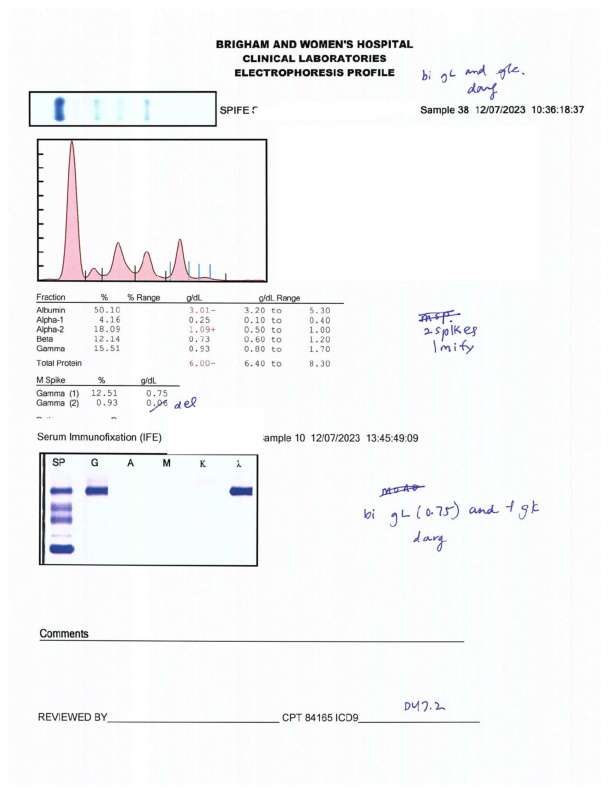 BRIGHAM AND WOMEN'S HOSPITAL
CLINICAL LABORATORIES
ELECTROPHORESIS PROFILE
bi gL and gk.
darg
SPIFE
Sample 38 12/07/2023 10:36:18:37
Fraction % % Range g/dL g/dL Range
Albumin 50.10 3.01- 3.20 to 5.30
Alpha-1 4.16 0.25 0.10 to 0.40
Alpha-2 18.09 1.09+ 0.50 to 1.00
Beta 12.14 0.73 0.60 to 1.20
Gamma 15.51 0.93 0.80 to 1.70
Total Protein 6.00- 6.40 to 8.30
2 spikes
1 mify
M Spike % g/dL
Gamma (1) 12.51 0.75
Gamma (2) 0.93 0.06 del
Serum Immunofixation (IFE) ample 10 12/07/2023 13:45:49:09
SP G A M K λ
bi gL (0.75) and + gk
darg
Comments
REVIEWED BY CPT 84165 ICD9 D47.2